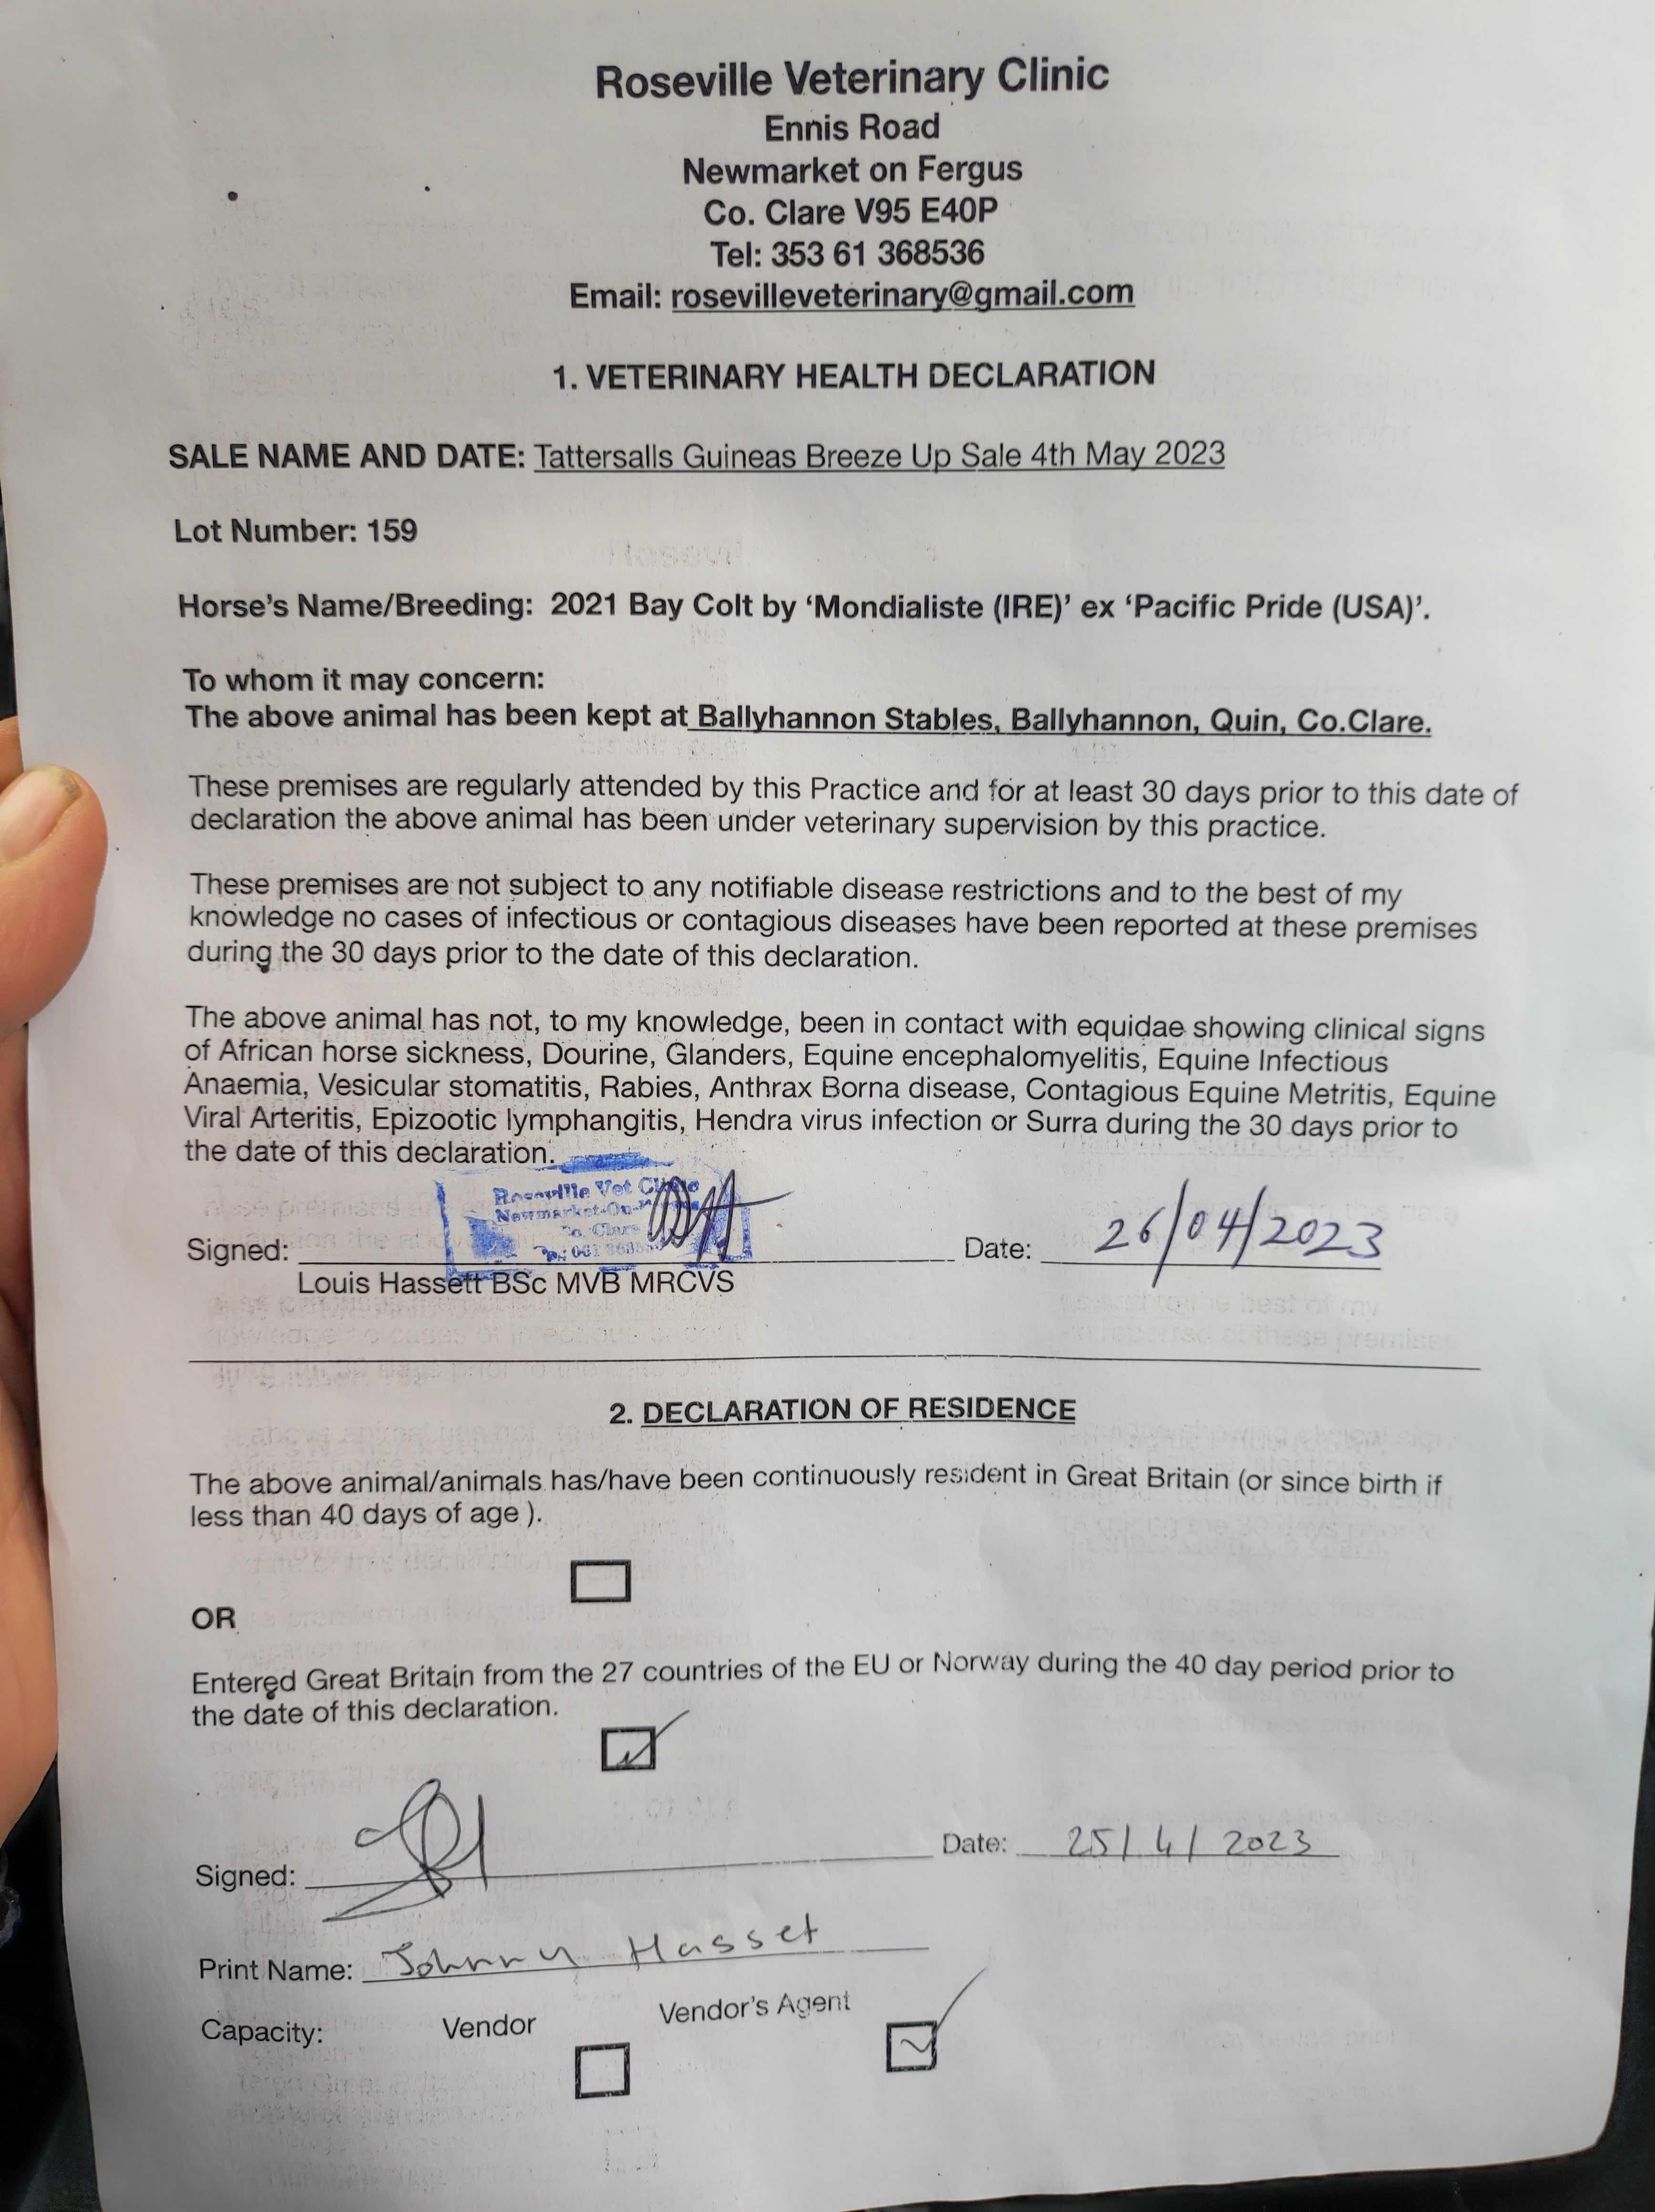 Roseville Veterinary Clinic
Ennis Road
Newmarket on Fergus
Co. Clare V95 E40P
Tel: 353 61 368536
Email: rosevilleveterinary@gmail.com
1. VETERINARY HEALTH DECLARATION
SALE NAME AND DATE: Tattersalls Guineas Breeze Up Sale 4th May 2023
Lot Number: 159
Horse's Name/Breeding: 2021 Bay Colt by ‘Mondialiste (IRE)’ ex ‘Pacific Pride (USA)’.
To whom it may concern:
The above animal has been kept at Ballyhannon Stables, Ballyhannon, Quin, Co.Clare.
These premises are regularly attended by this Practice and for at least 30 days prior to this date of
declaration the above animal has been under veterinary supervision by this practice.
These premises are not subject to any notifiable disease restrictions and to the best of my
knowledge no cases of infectious or contagious diseases have been reported at these premises
during the 30 days prior to the date of this declaration.
The above animal has not, to my knowledge, been in contact with equidae showing clinical signs
of African horse sickness, Dourine, Glanders, Equine encephalomyelitis, Equine Infectious
Anaemia, Vesicular stomatitis, Rabies, Anthrax Borna disease, Contagious Equine Metritis, Equine
Viral Arteritis, Epizootic lymphangitis, Hendra virus infection or Surra during the 30 days prior to
the date of this declaration.
Roseville Vet Clinic
Newmarket-On-
Co. Clare
Signed: Date: 26/04/2023
Louis Hassett BSc MVB MRCVS
2. DECLARATION OF RESIDENCE
The above animal/animals has/have been continuously resident in Great Britain (or since birth if
less than 40 days of age ).
OR
Entered Great Britain from the 27 countries of the EU or Norway during the 40 day period prior to
the date of this declaration.
Signed: Date: 25/4/2023
Print Name: Johnny Hasset
Capacity: Vendor Vendor's Agent